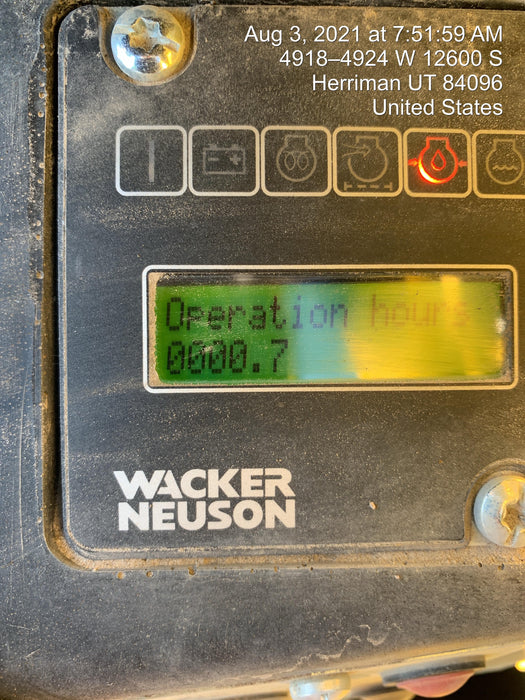 Aug 3, 2021 at 7:51:59 AM
4918–4924 W 12600 S
Herriman UT 84096
United States
Operation hours
0000.7
WACKER
NEUSON